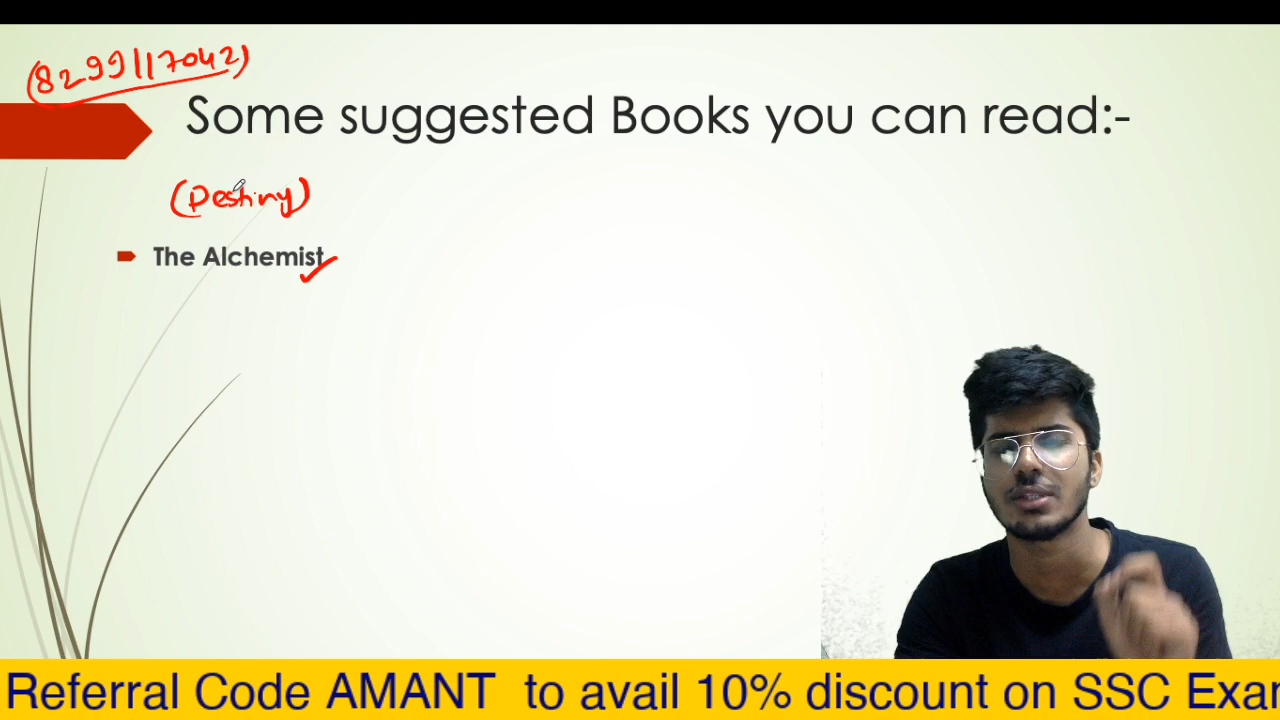 (8299117042)
Some suggested Books you can read:-
(Destiny)
The Alchemist
Referral Code AMANT to avail 10% discount on SSC Exar